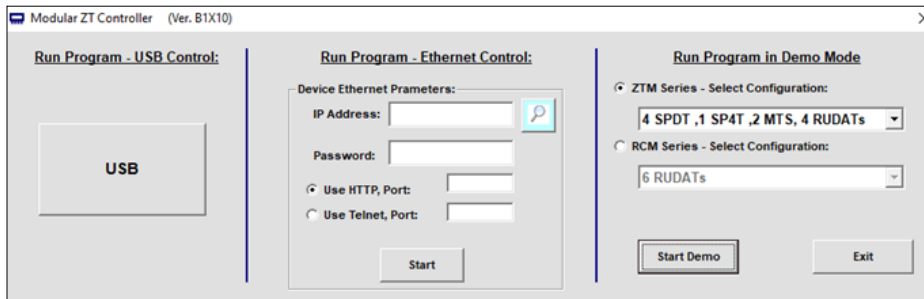 Modular ZT Controller (Ver. B1X10)
Run Program - USB Control:
USB
Run Program - Ethernet Control:
Device Ethernet Prameters:
IP Address:
Password:
Use HTTP, Port:
Use Telnet, Port:
Start
Run Program in Demo Mode
ZTM Series - Select Configuration:
4 SPDT ,1 SP4T ,2 MTS, 4 RUDATs
RCM Series - Select Configuration:
6 RUDATs
Start Demo
Exit